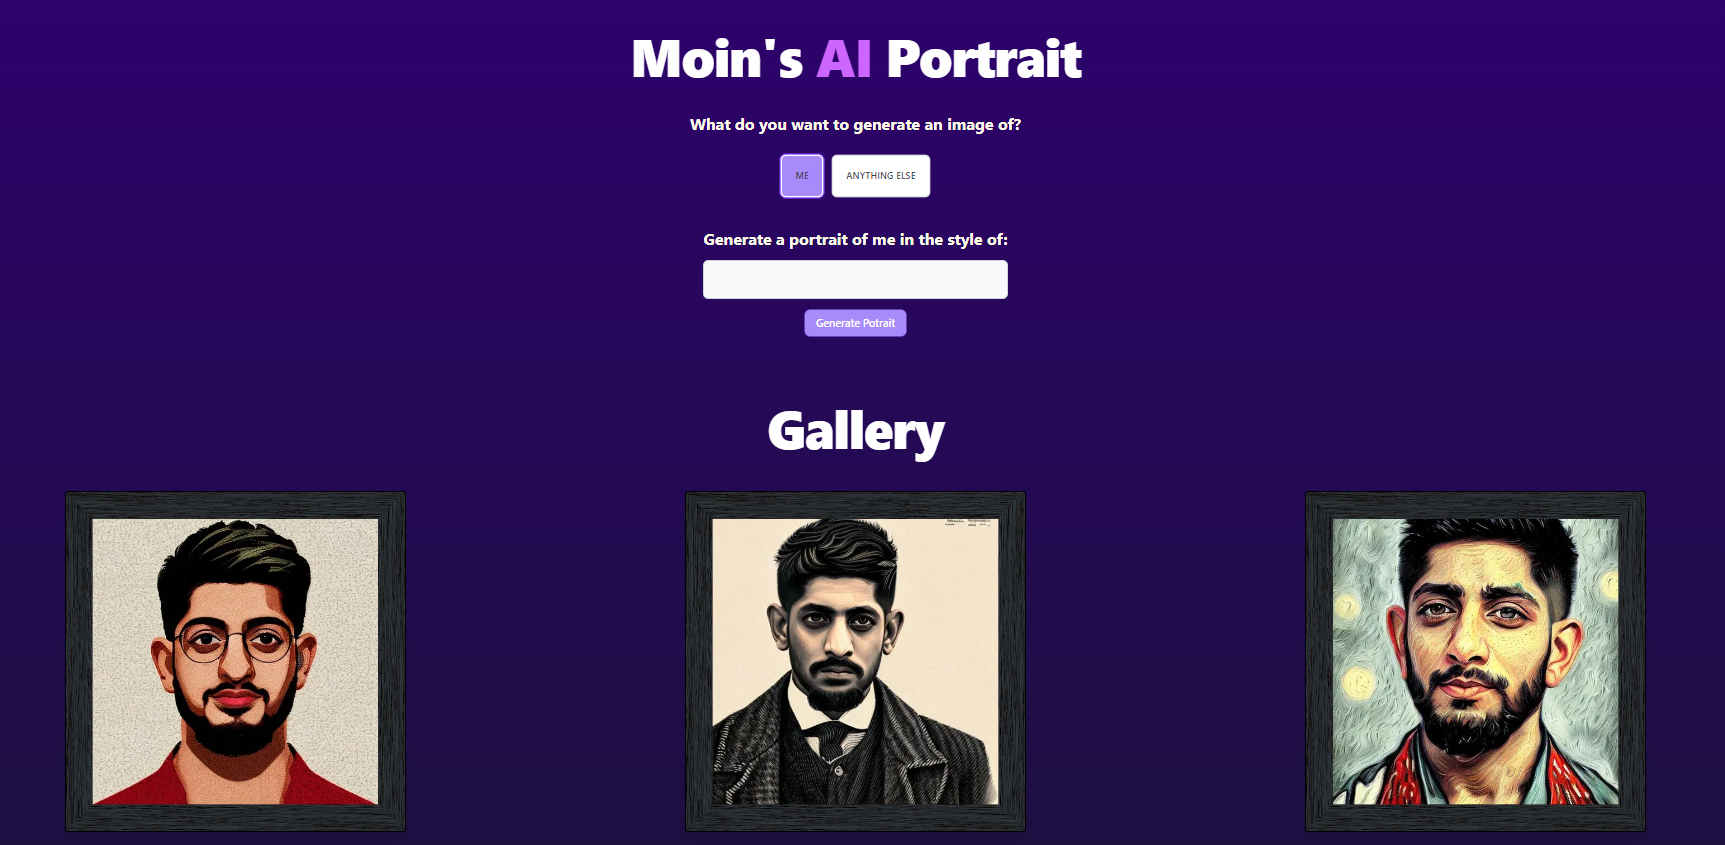 Moin's AI Portrait
What do you want to generate an image of?
ME
ANYTHING ELSE
Generate a portrait of me in the style of:
Generate Potrait
Gallery